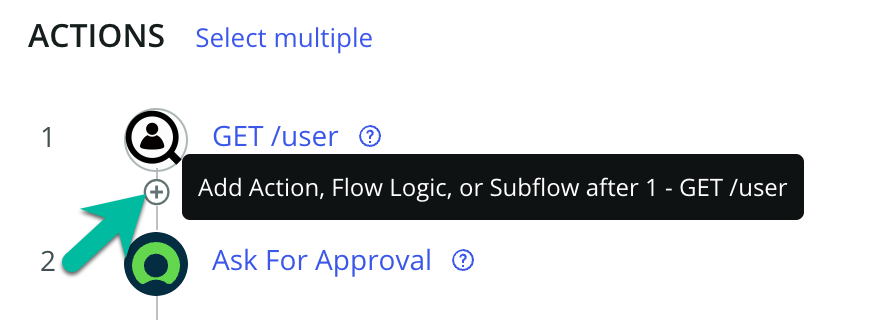 ACTIONS Select multiple
1 GET /user ?
Add Action, Flow Logic, or Subflow after 1 - GET /user
2 Ask For Approval ?